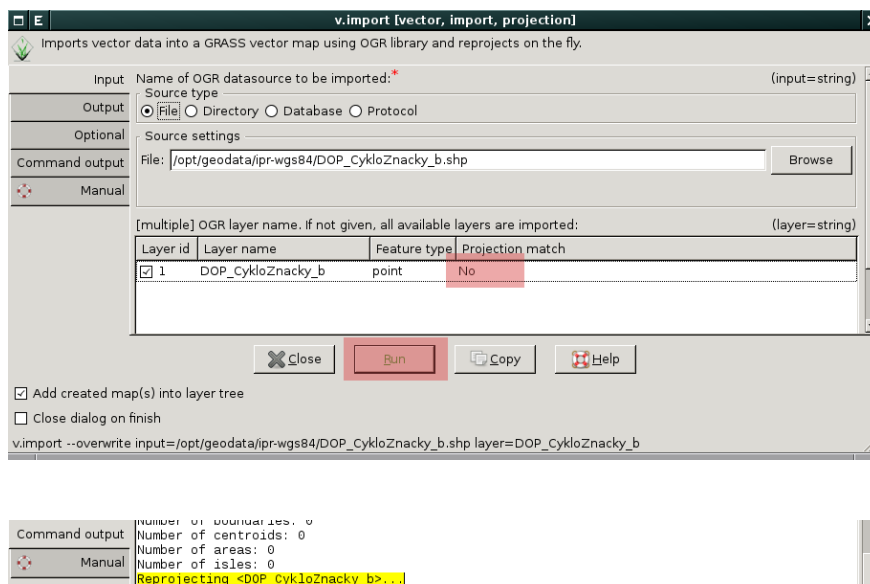 v.import [vector, import, projection]
Imports vector data into a GRASS vector map using OGR library and reprojects on the fly.
Input
Output
Optional
Command output
Manual
Name of OGR datasource to be imported:* (input=string)
Source type
File Directory Database Protocol
Source settings
File: /opt/geodata/ipr-wgs84/DOP_CykloZnacky_b.shp Browse
[multiple] OGR layer name. If not given, all available layers are imported: (layer=string)
Layer id Layer name Feature type Projection match
1 DOP_CykloZnacky_b point No
Close Run Copy Help
Add created map(s) into layer tree
Close dialog on finish
v.import --overwrite input=/opt/geodata/ipr-wgs84/DOP_CykloZnacky_b.shp layer=DOP_CykloZnacky_b
Command output
Manual
Number of boundaries: 0
Number of centroids: 0
Number of areas: 0
Number of isles: 0
Reprojecting <DOP_CykloZnacky_b>...